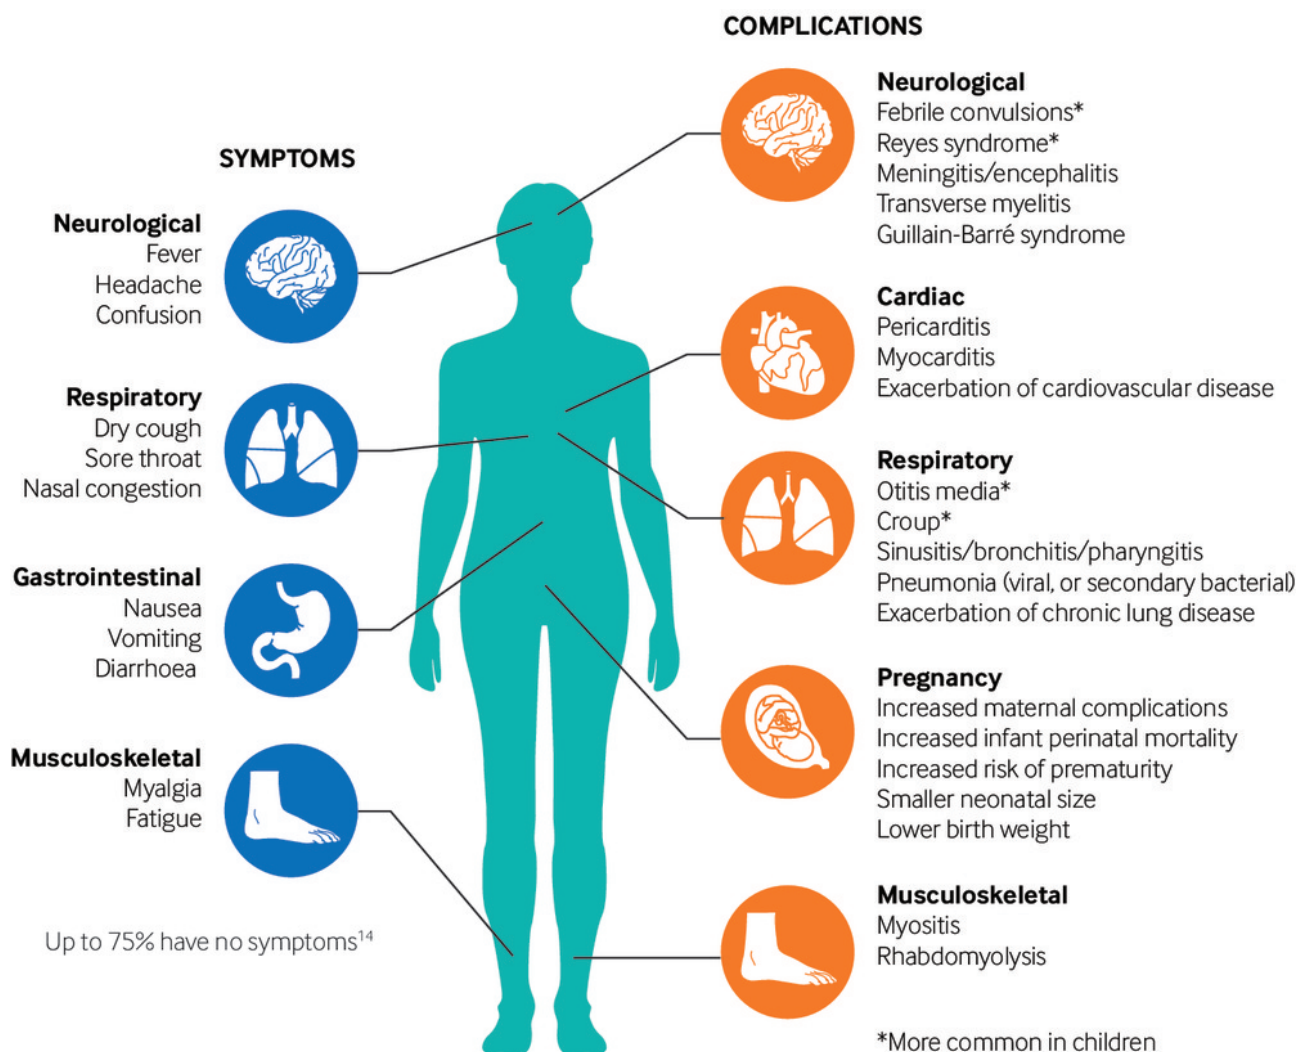 SYMPTOMS
Neurological
Fever
Headache
Confusion
Respiratory
Dry cough
Sore throat
Nasal congestion
Gastrointestinal
Nausea
Vomiting
Diarrhoea
Musculoskeletal
Myalgia
Fatigue
Up to 75% have no symptoms¹⁴
COMPLICATIONS
Neurological
Febrile convulsions*
Reyes syndrome*
Meningitis/encephalitis
Transverse myelitis
Guillain-Barré syndrome
Cardiac
Pericarditis
Myocarditis
Exacerbation of cardiovascular disease
Respiratory
Otitis media*
Croup*
Sinusitis/bronchitis/pharyngitis
Pneumonia (viral, or secondary bacterial)
Exacerbation of chronic lung disease
Pregnancy
Increased maternal complications
Increased infant perinatal mortality
Increased risk of prematurity
Smaller neonatal size
Lower birth weight
Musculoskeletal
Myositis
Rhabdomyolysis
*More common in children